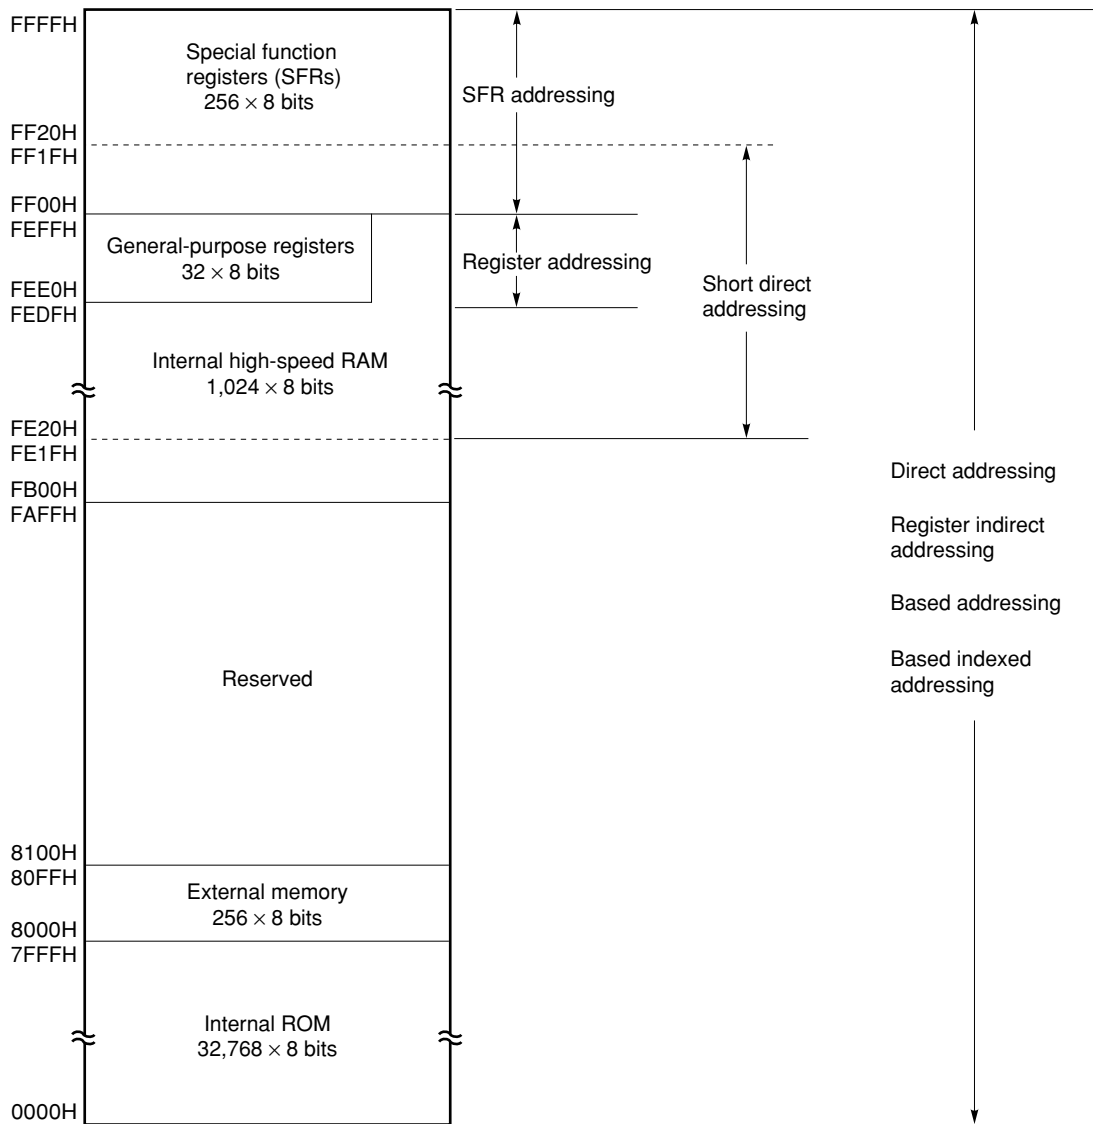 FFFFH
Special function
registers (SFRs)
256 × 8 bits
SFR addressing
FF20H
FF1FH
FF00H
FEFFH
General-purpose registers
32 × 8 bits
Register addressing
FEE0H
FEDFH
Short direct
addressing
Internal high-speed RAM
1,024 × 8 bits
FE20H
FE1FH
FB00H
FAFFH
Direct addressing
Register indirect
addressing
Based addressing
Based indexed
addressing
Reserved
8100H
80FFH
External memory
256 × 8 bits
8000H
7FFFH
Internal ROM
32,768 × 8 bits
0000H